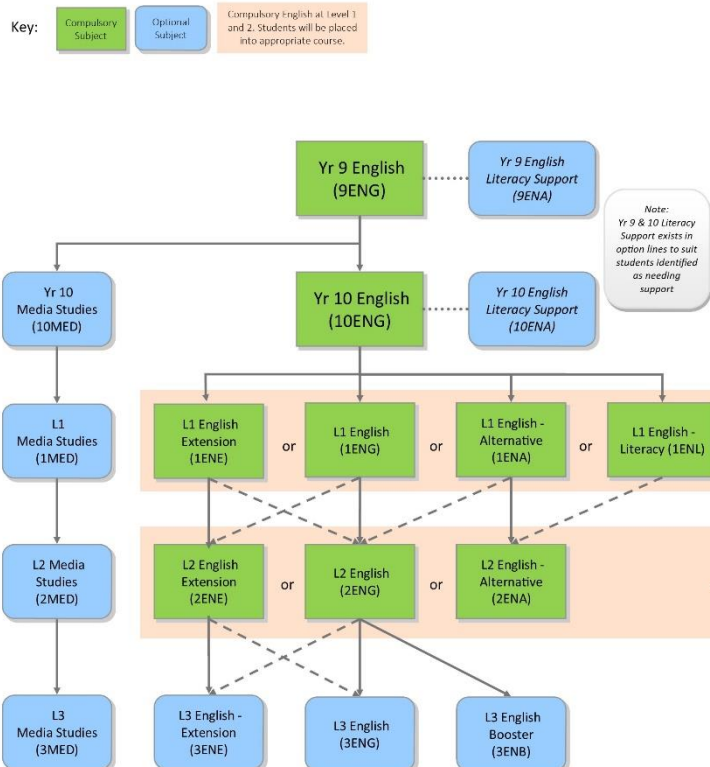 Key:
Compulsory
Subject
Optional
Subject
Compulsory English at Level 1
and 2. Students will be placed
into appropriate course.
Yr 9 English
(9ENG)
Yr 9 English
Literacy Support
(9ENA)
Note:
Yr 9 & 10 Literacy
Support exists in
option lines to suit
students identified
as needing
support
Yr 10
Media Studies
(10MED)
Yr 10 English
(10ENG)
Yr 10 English
Literacy Support
(10ENA)
L1
Media Studies
(1MED)
L1 English
Extension
(1ENE)
or
L1 English
(1ENG)
or
L1 English -
Alternative
(1ENA)
or
L1 English -
Literacy (1ENL)
L2 Media
Studies
(2MED)
L2 English
Extension
(2ENE)
or
L2 English
(2ENG)
or
L2 English -
Alternative
(2ENA)
L3
Media Studies
(3MED)
L3 English -
Extension
(3ENE)
L3 English
(3ENG)
L3 English
Booster
(3ENB)